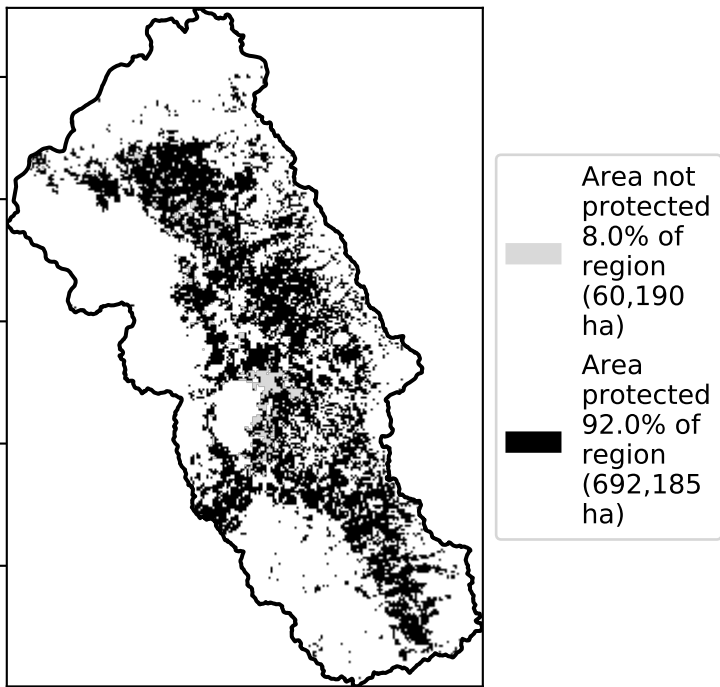 Area not
protected
8.0% of
region
(60,190
ha)
Area
protected
92.0% of
region
(692,185
ha)